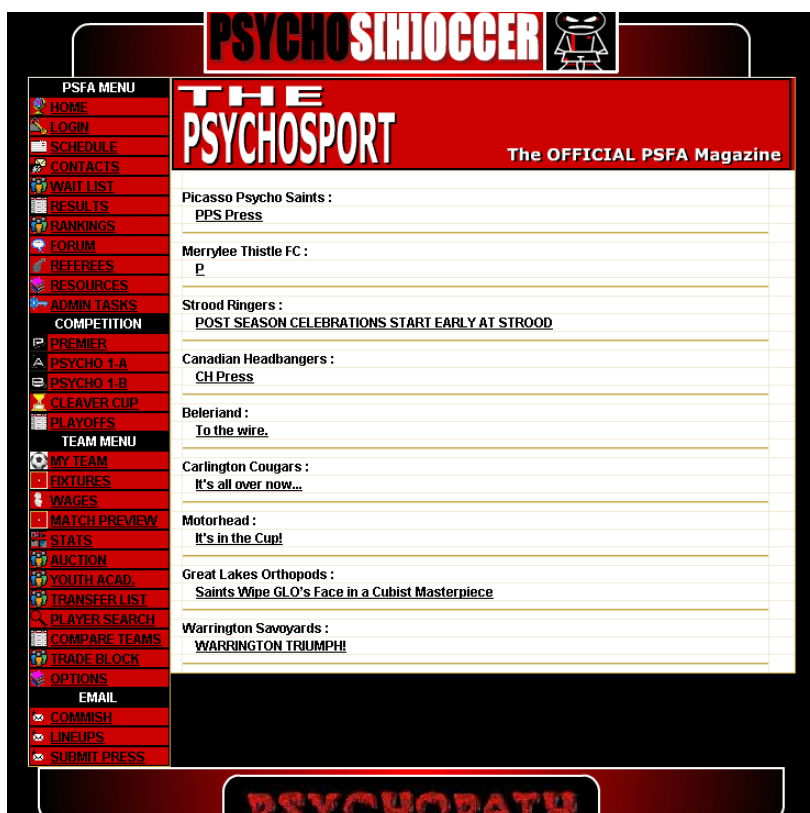 PSYCHOS[H]OCCER
PSFA MENU
HOME
LOGIN
SCHEDULE
CONTACTS
WAIT LIST
RESULTS
RANKINGS
FORUM
REFEREES
RESOURCES
ADMIN TASKS
COMPETITION
PREMIER
PSYCHO 1-A
PSYCHO 1-B
CLEAVER CUP
PLAYOFFS
TEAM MENU
MY TEAM
FIXTURES
WAGES
MATCH PREVIEW
STATS
AUCTION
YOUTH ACAD.
TRANSFER LIST
PLAYER SEARCH
COMPARE TEAMS
TRADE BLOCK
OPTIONS
EMAIL
COMMISH
LINEUPS
SUBMIT PRESS
THE
PSYCHOSPORT
The OFFICIAL PSFA Magazine
Picasso Psycho Saints :
PPS Press
Merrylee Thistle FC :
P
Strood Ringers :
POST SEASON CELEBRATIONS START EARLY AT STROOD
Canadian Headbangers :
CH Press
Beleriand :
To the wire.
Carlington Cougars :
It's all over now...
Motorhead :
It's in the Cup!
Great Lakes Orthopods :
Saints Wipe GLO's Face in a Cubist Masterpiece
Warrington Savoyards :
WARRINGTON TRIUMPH!
PSYCHOPATH